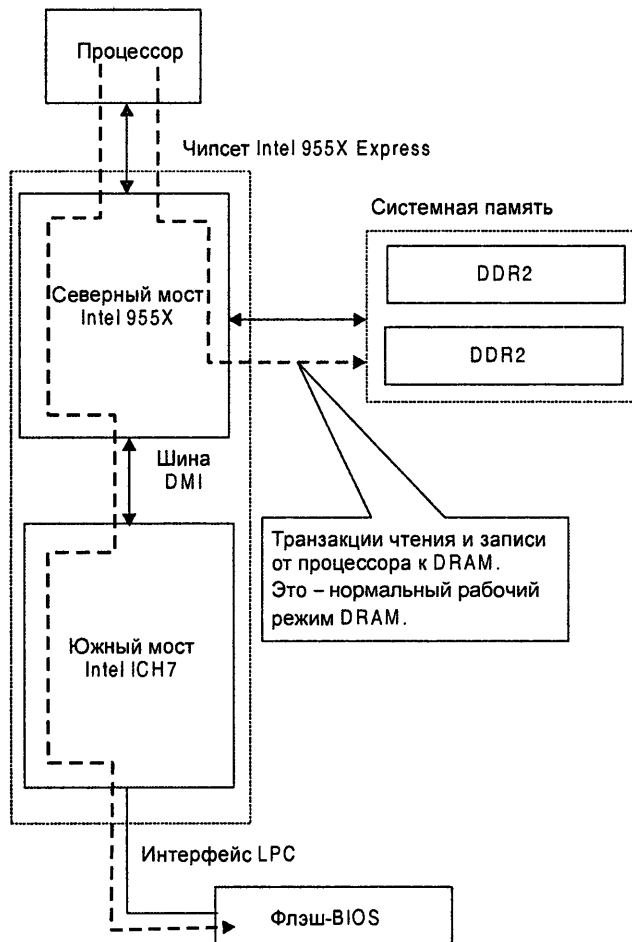 Процессор
Чипсет Intel 955X Express
Системная память
DDR2
Северный мост
Intel 955X
DDR2
Шина
DMI
Транзакции чтения и записи
от процессора к DRAM.
Это – нормальный рабочий
режим DRAM.
Южный мост
Intel ICH7
Интерфейс LPC
Флэш-BIOS